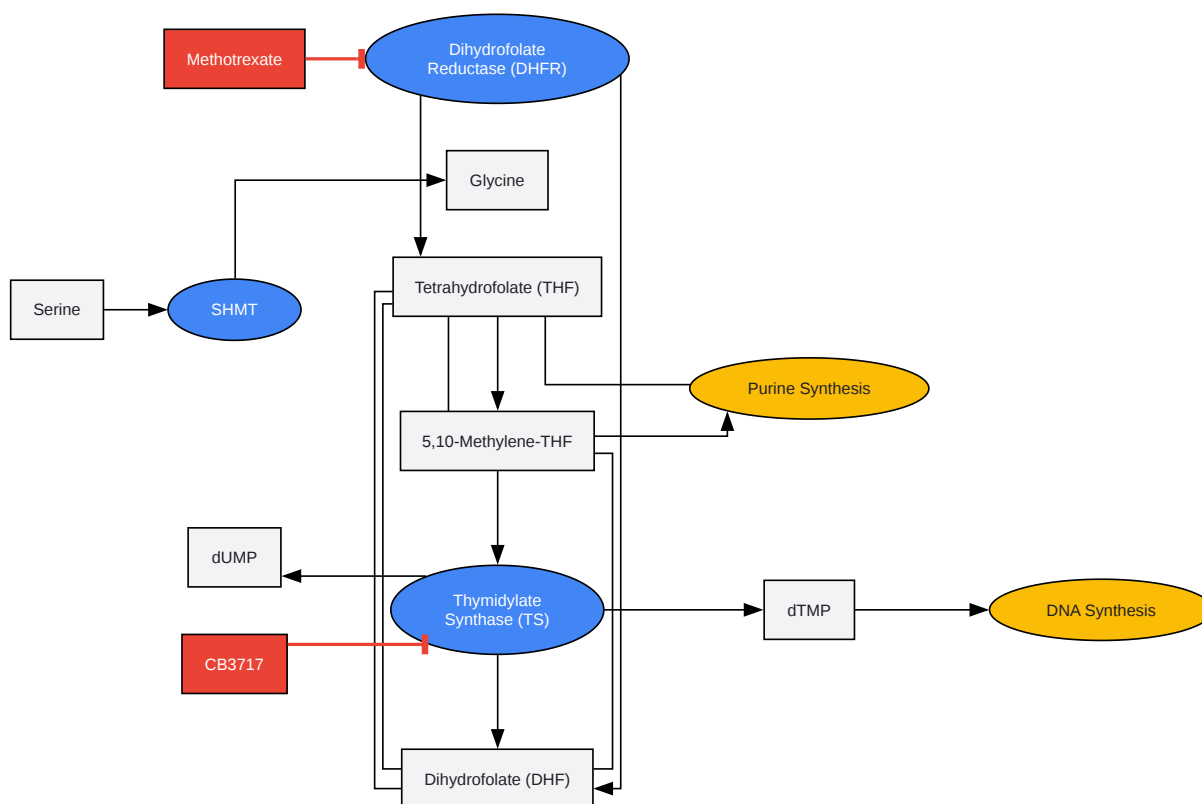 Dihydrofolate
Reductase (DHFR)
Methotrexate
Glycine
Tetrahydrofolate (THF)
Serine
SHMT
Purine Synthesis
5,10-Methylene-THF
dUMP
Thymidylate
Synthase (TS)
dTMP
DNA Synthesis
CB3717
Dihydrofolate (DHF)